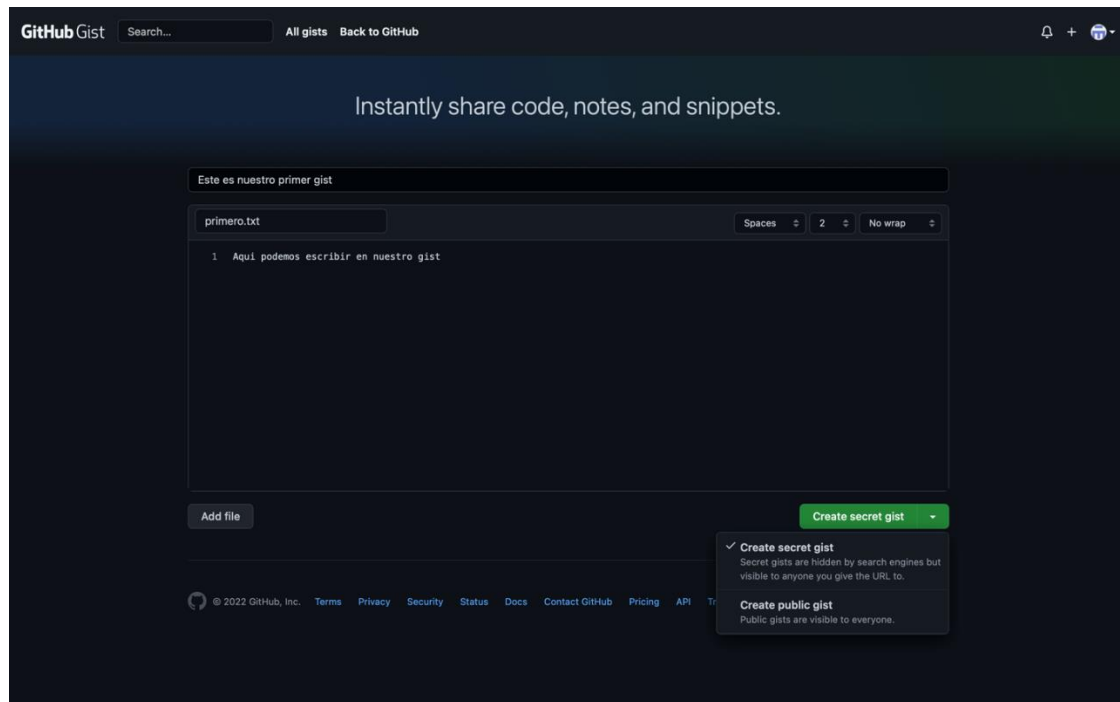 GitHub Gist Search... All gists Back to GitHub
Instantly share code, notes, and snippets.
Este es nuestro primer gist
primero.txt Spaces 2 No wrap
1 Aqui podemos escribir en nuestro gist
Add file Create secret gist
Create secret gist
Secret gists are hidden by search engines but
visible to anyone you give the URL to.
Create public gist
Public gists are visible to everyone.
© 2022 GitHub, Inc. Terms Privacy Security Status Docs Contact GitHub Pricing API